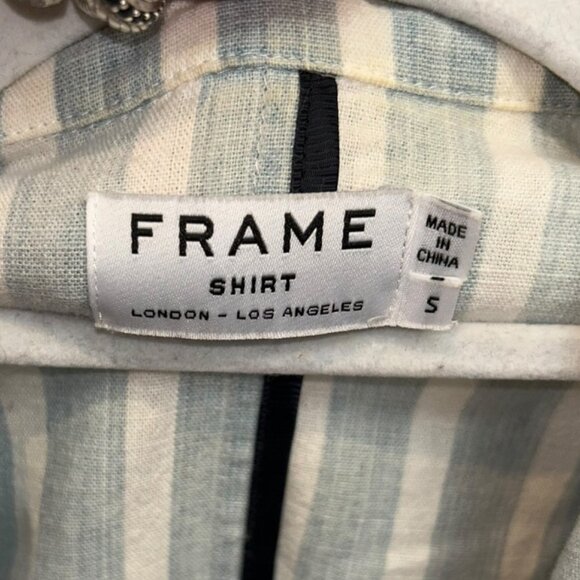 FRAME
SHIRT
LONDON - LOS ANGELES
MADE
IN
CHINA
S